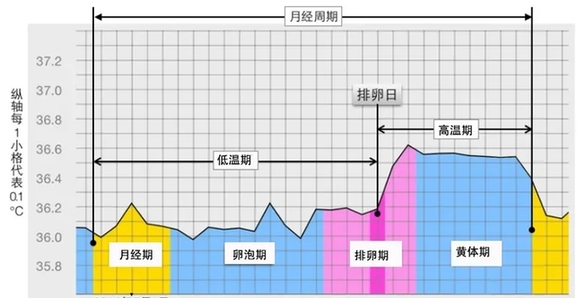 月经周期
37.2
37.0
排卵日
36.8
高温期
36.6
低温期
36.4
36.2
36.0
35.8
纵轴每1小格代表0.1℃
月经期
卵泡期
排卵期
黄体期